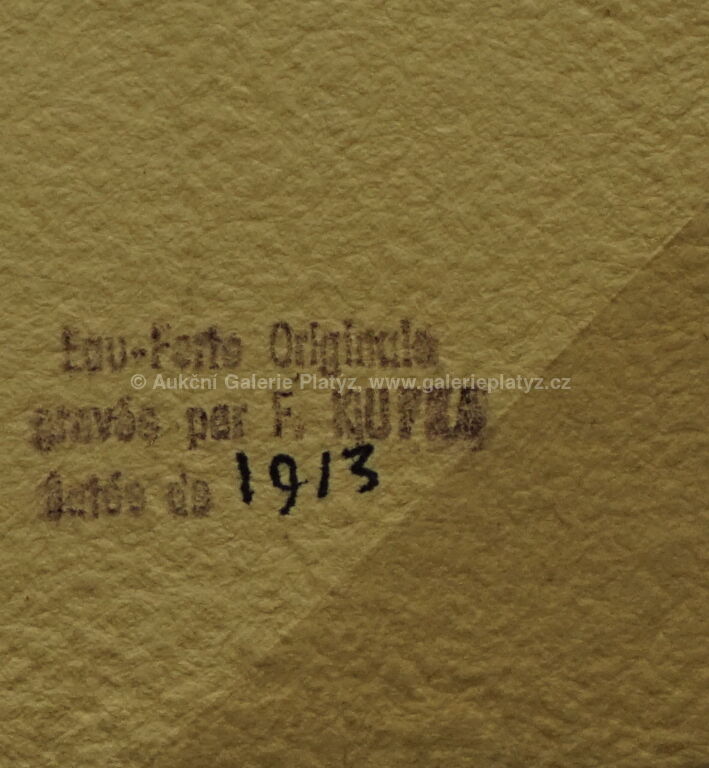 Eau-Forte Originale
© Aukční Galerie Platyz, www.galerieplatyz.cz
gravée par F. KUPKA
datée de 1913